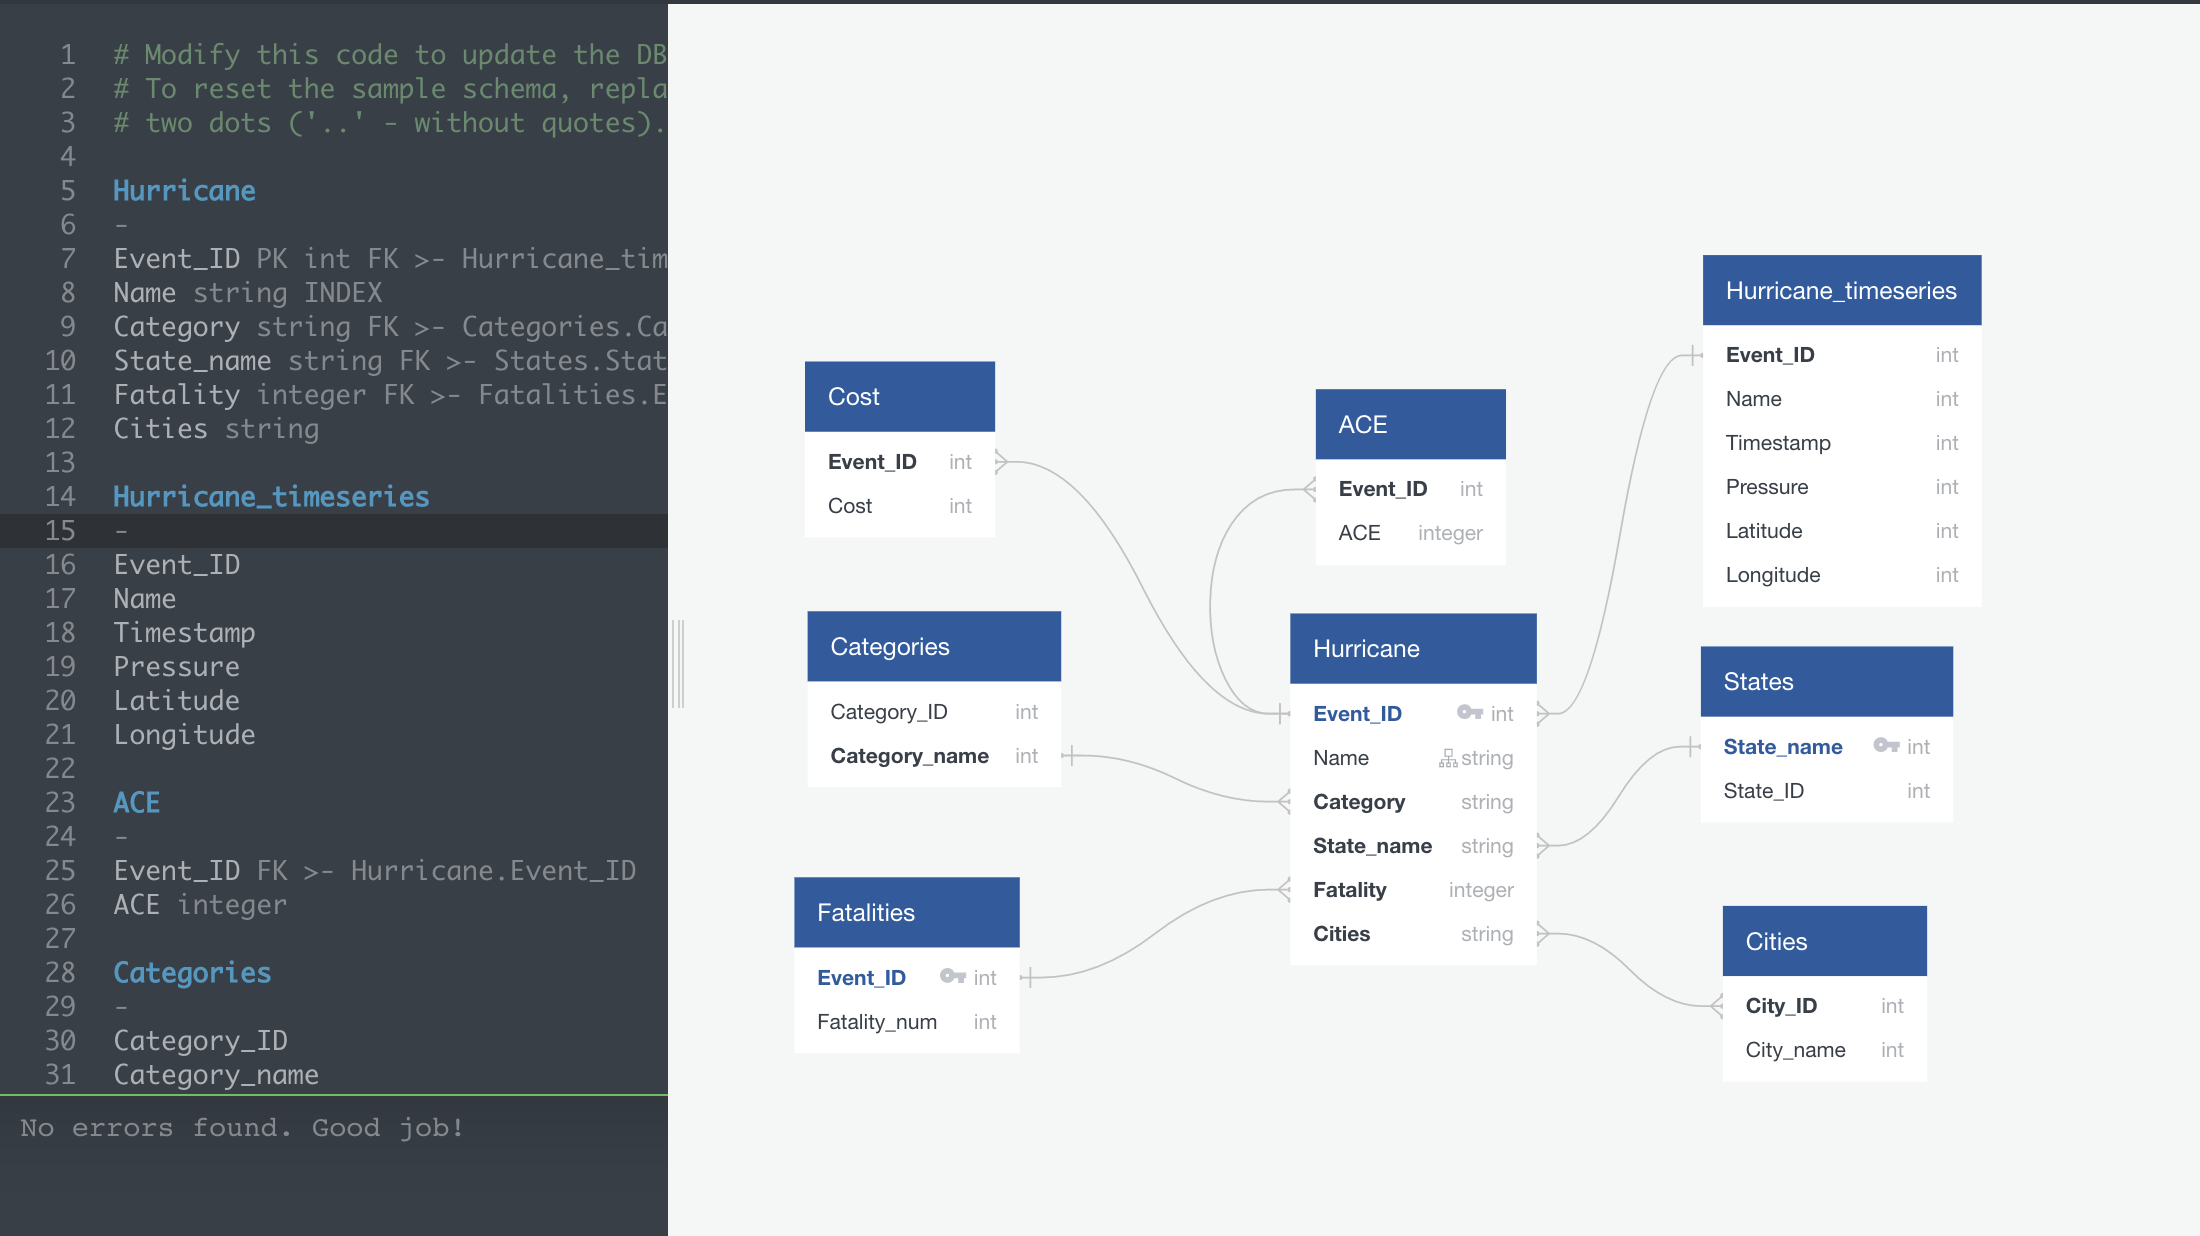 1 # Modify this code to update the DB
2 # To reset the sample schema, repla
3 # two dots ('..' - without quotes).
4
5 Hurricane
6 -
7 Event_ID PK int FK >- Hurricane_tim
8 Name string INDEX
9 Category string FK >- Categories.Ca
10 State_name string FK >- States.Stat
11 Fatality integer FK >- Fatalities.E
12 Cities string
13
14 Hurricane_timeseries
15 -
16 Event_ID
17 Name
18 Timestamp
19 Pressure
20 Latitude
21 Longitude
22
23 ACE
24 -
25 Event_ID FK >- Hurricane.Event_ID
26 ACE integer
27
28 Categories
29 -
30 Category_ID
31 Category_name
No errors found. Good job!
Cost
Event_ID int
Cost int
Categories
Category_ID int
Category_name int
Fatalities
Event_ID int
Fatality_num int
ACE
Event_ID int
ACE integer
Hurricane
Event_ID int
Name string
Category string
State_name string
Fatality integer
Cities string
Hurricane_timeseries
Event_ID int
Name int
Timestamp int
Pressure int
Latitude int
Longitude int
States
State_name int
State_ID int
Cities
City_ID int
City_name int